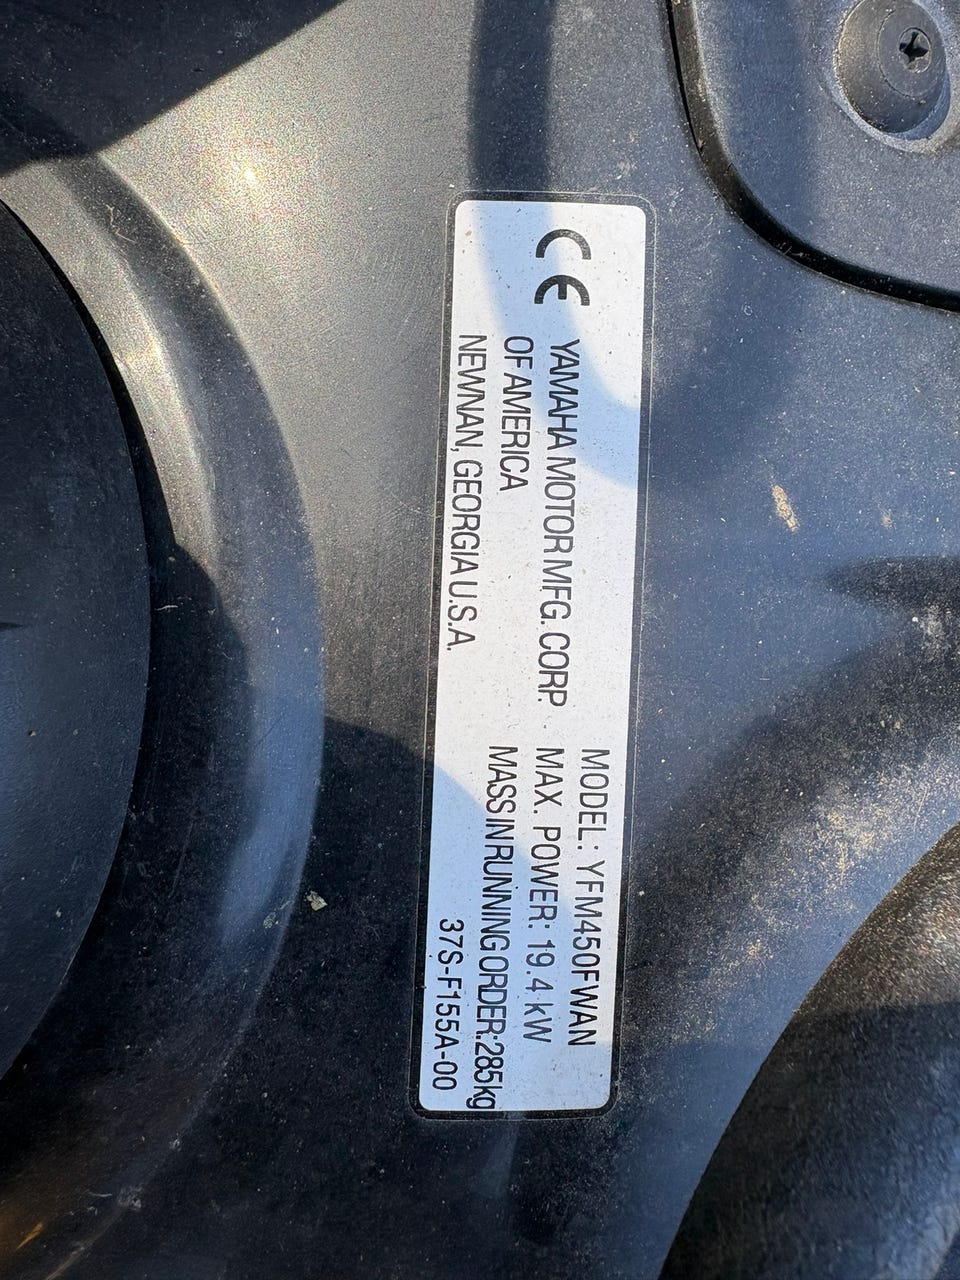 CE
YAMAHA MOTOR MFG. CORP.
OF AMERICA
NEWNAN, GEORGIA U.S.A.
MODEL: YFM450FWAN
MAX. POWER: 19.4 kW
MASS IN RUNNING ORDER:285kg
37S-F155A-00